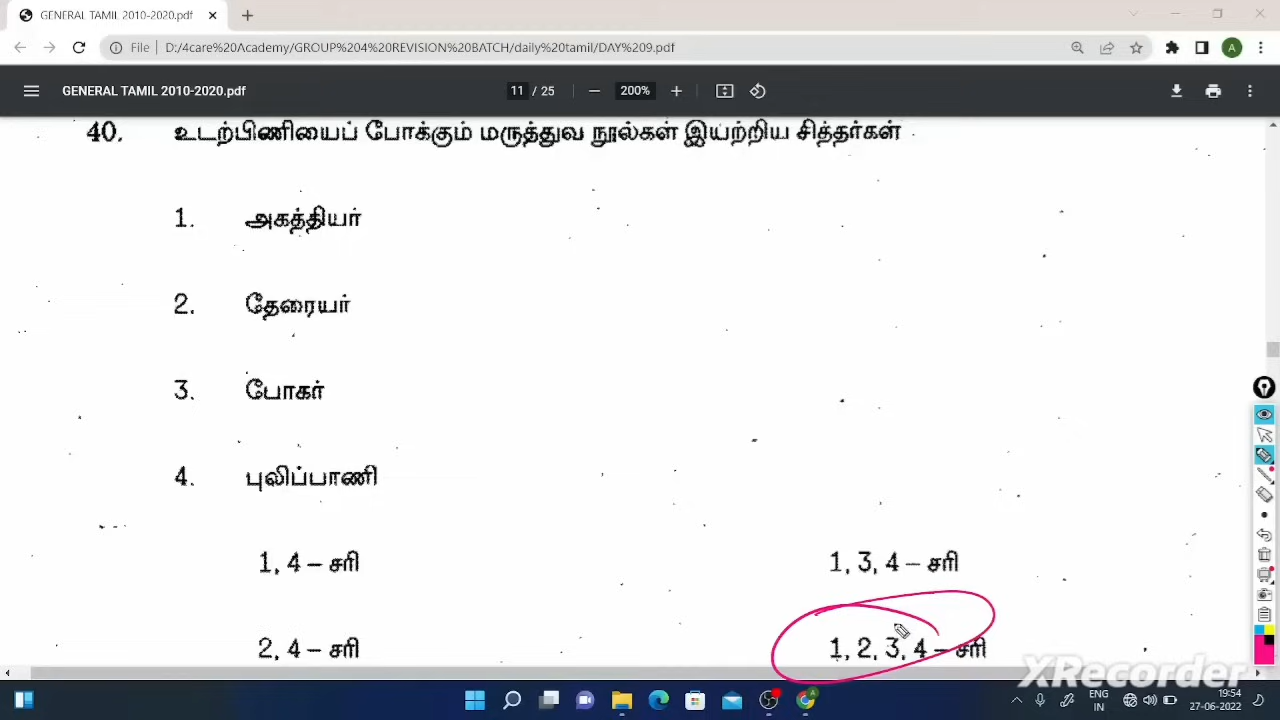 GENERAL TAMIL 2010-2020.pdf
File D:/4care%20Academy/GROUP%204%20REVISION%20BATCH/daily%20tamil/DAY%209.pdf
A
GENERAL TAMIL 2010-2020.pdf 11 / 25 200%
40. உடற்பிணியைப் போக்கும் மருத்துவ நூல்கள் இயற்றிய சித்தர்கள்
1. அகத்தியர்
2. தேரையர்
3. போகர்
4. புலிப்பாணி
1, 4 – சரி 1, 3, 4 – சரி
2, 4 – சரி 1, 2, 3, 4 – சரி
XRecorder
ENG 19:54
IN 27-06-2022